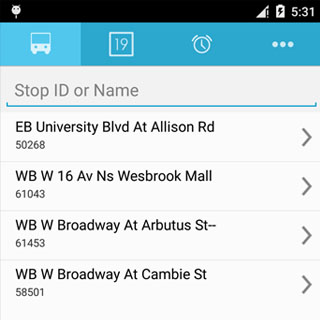 5:31
19
Stop ID or Name
EB University Blvd At Allison Rd
50268
WB W 16 Av Ns Wesbrook Mall
61043
WB W Broadway At Arbutus St--
61453
WB W Broadway At Cambie St
58501